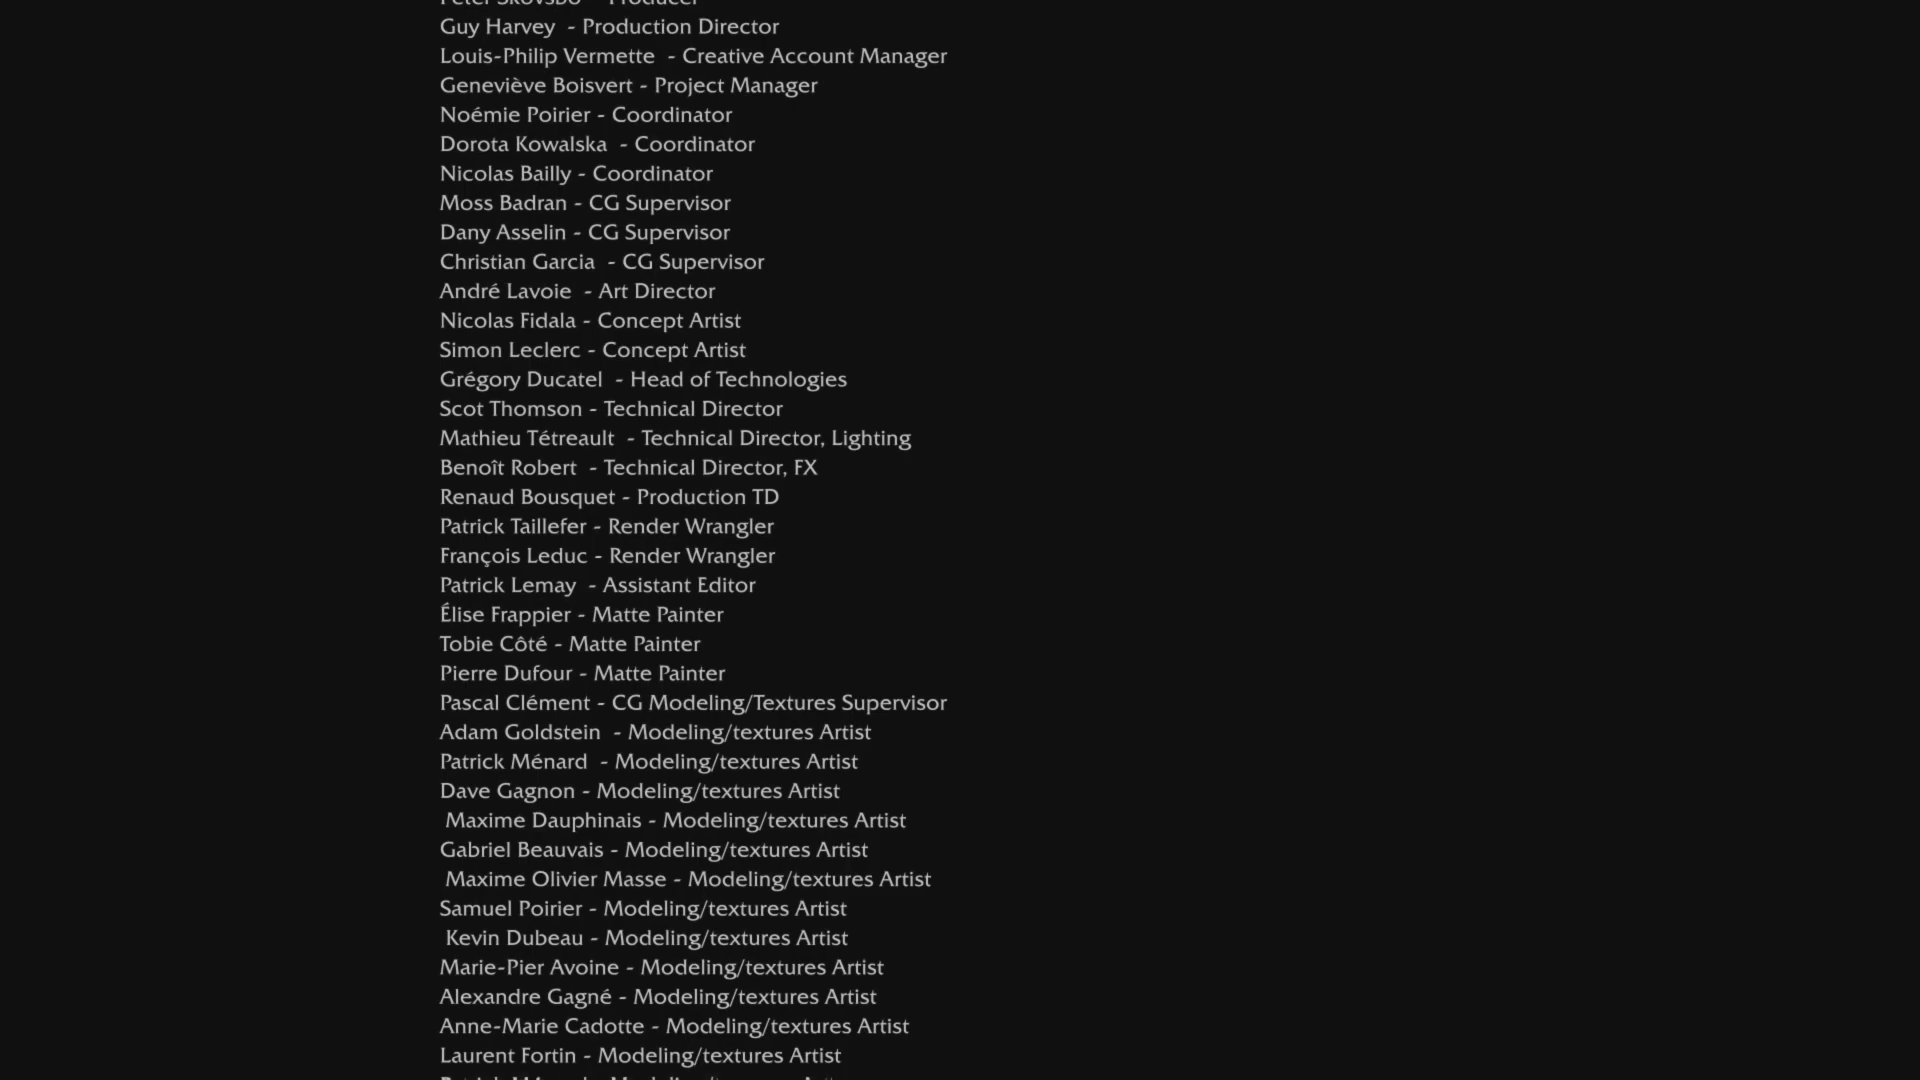 Peter Skovsbo - Producer
Guy Harvey - Production Director
Louis-Philip Vermette - Creative Account Manager
Geneviève Boisvert - Project Manager
Noémie Poirier - Coordinator
Dorota Kowalska - Coordinator
Nicolas Bailly - Coordinator
Moss Badran - CG Supervisor
Dany Asselin - CG Supervisor
Christian Garcia - CG Supervisor
André Lavoie - Art Director
Nicolas Fidala - Concept Artist
Simon Leclerc - Concept Artist
Grégory Ducatel - Head of Technologies
Scot Thomson - Technical Director
Mathieu Tétreault - Technical Director, Lighting
Benoît Robert - Technical Director, FX
Renaud Bousquet - Production TD
Patrick Taillefer - Render Wrangler
François Leduc - Render Wrangler
Patrick Lemay - Assistant Editor
Élise Frappier - Matte Painter
Tobie Côté - Matte Painter
Pierre Dufour - Matte Painter
Pascal Clément - CG Modeling/Textures Supervisor
Adam Goldstein - Modeling/textures Artist
Patrick Ménard - Modeling/textures Artist
Dave Gagnon - Modeling/textures Artist
Maxime Dauphinais - Modeling/textures Artist
Gabriel Beauvais - Modeling/textures Artist
Maxime Olivier Masse - Modeling/textures Artist
Samuel Poirier - Modeling/textures Artist
Kevin Dubeau - Modeling/textures Artist
Marie-Pier Avoine - Modeling/textures Artist
Alexandre Gagné - Modeling/textures Artist
Anne-Marie Cadotte - Modeling/textures Artist
Laurent Fortin - Modeling/textures Artist